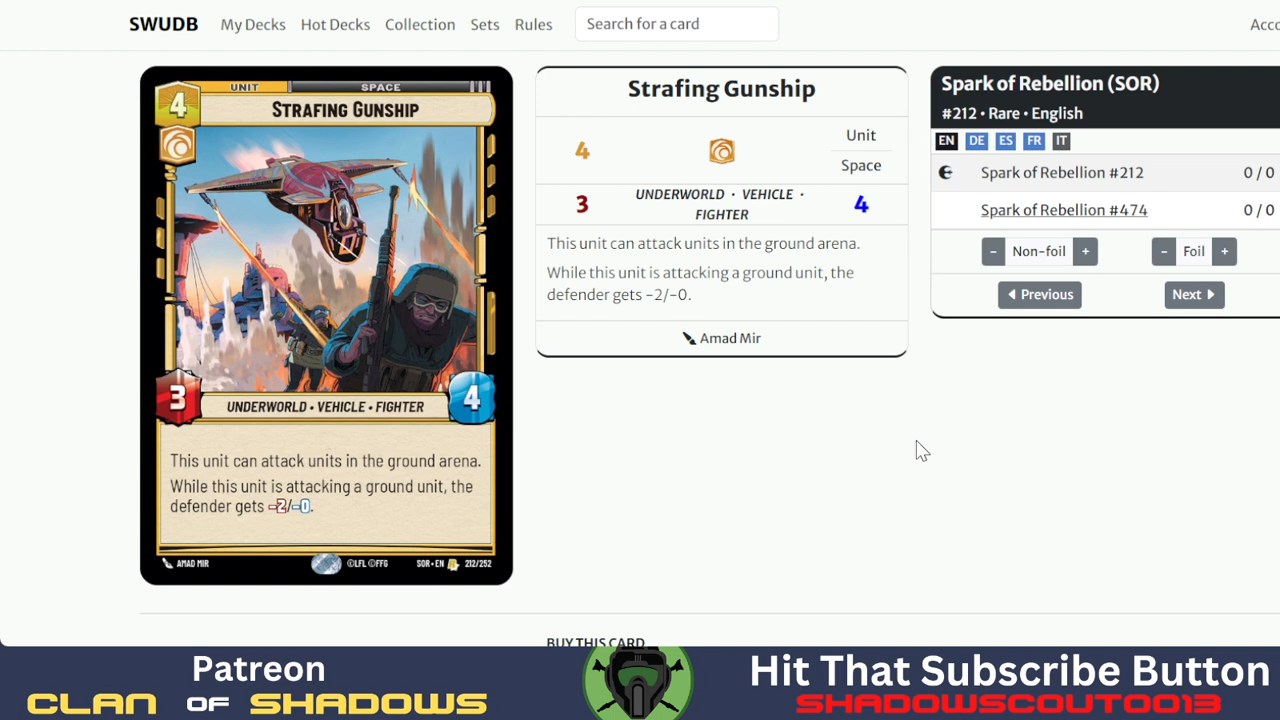 SWUDB
My Decks
Hot Decks
Collection
Sets
Rules
Search for a card
Acco
UNIT
SPACE
4
STRAFING GUNSHIP
3
UNDERWORLD • VEHICLE • FIGHTER
4
This unit can attack units in the ground arena.
While this unit is attacking a ground unit, the
defender gets -2/-0.
AMAD MIR
©LFL ©FFG
SOR • EN
212/252
Strafing Gunship
4
Unit
Space
3
UNDERWORLD · VEHICLE ·
FIGHTER
4
This unit can attack units in the ground arena.
While this unit is attacking a ground unit, the
defender gets -2/-0.
Amad Mir
Spark of Rebellion (SOR)
#212 • Rare • English
EN DE ES FR IT
Spark of Rebellion #212 0 / 0
Spark of Rebellion #474 0 / 0
- Non-foil +
- Foil +
Previous
Next
BUY THIS CARD
Patreon
CLAN OF SHADOWS
Hit That Subscribe Button
SHADOWSCOUT0013